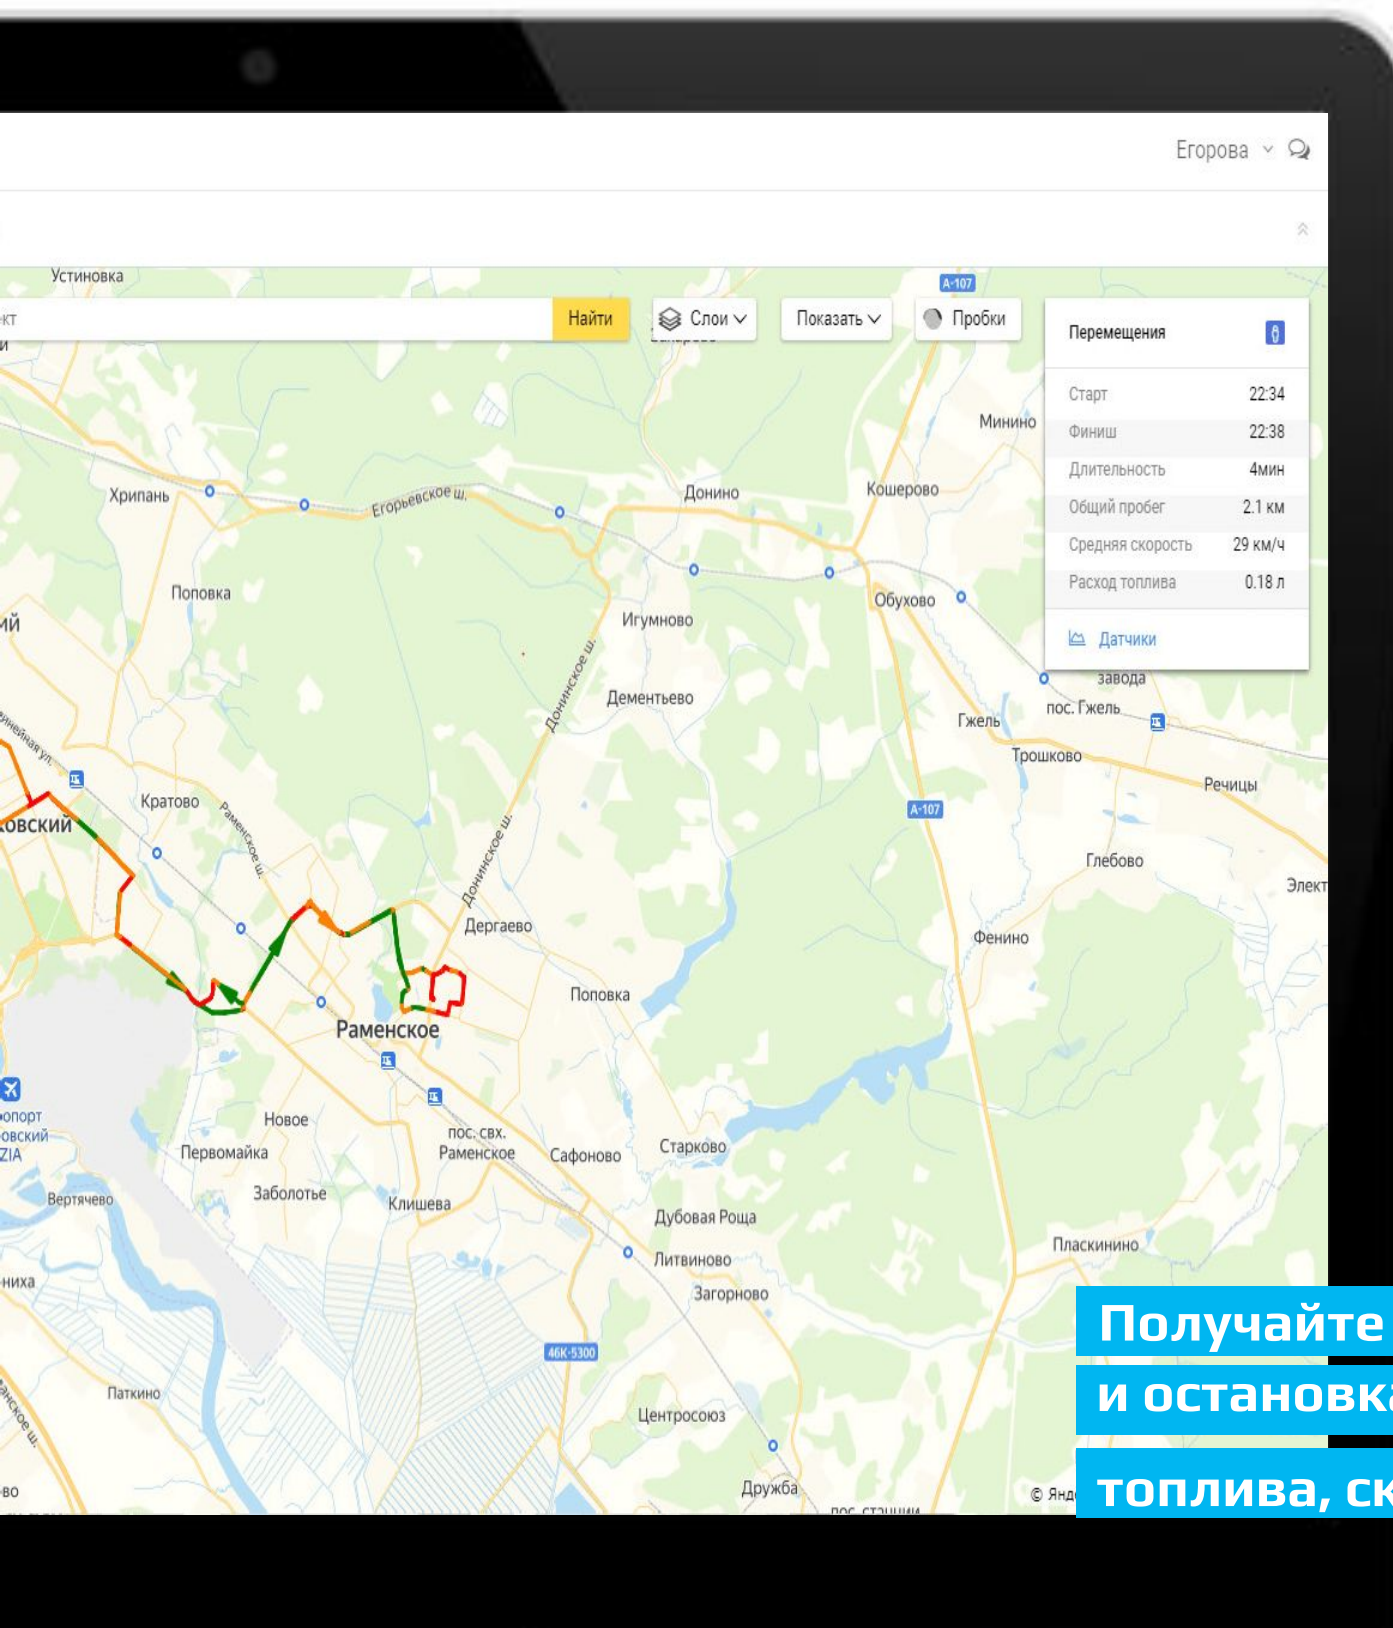 Егорова
Устиновка
А-107
Найти
Слои
Показать
Пробки
Перемещения
Старт 22:34
Финиш 22:38
Длительность 4мин
Общий пробег 2.1 км
Средняя скорость 29 км/ч
Расход топлива 0.18 л
Датчики
Минино
Хрипань
Егорьевское ш.
Донино
Кошерово
Поповка
Обухово
Игумново
Донинское ш.
Дементьево
завода
пос. Гжель
Гжель
Трошково
Речицы
Кратово
Раменское ш.
А-107
Донинское ш.
Глебово
Дергаево
Фенино
Поповка
Раменское
ZIA
Новое
пос. свх.
Раменское
Первомайка
Сафоново
Старково
Заболотье
Вертячево
Клишева
Дубовая Роща
Литвиново
Пласкинино
Загорново
46К-5300
Паткино
Центросоюз
Дружба
Получайте
и
топлива,